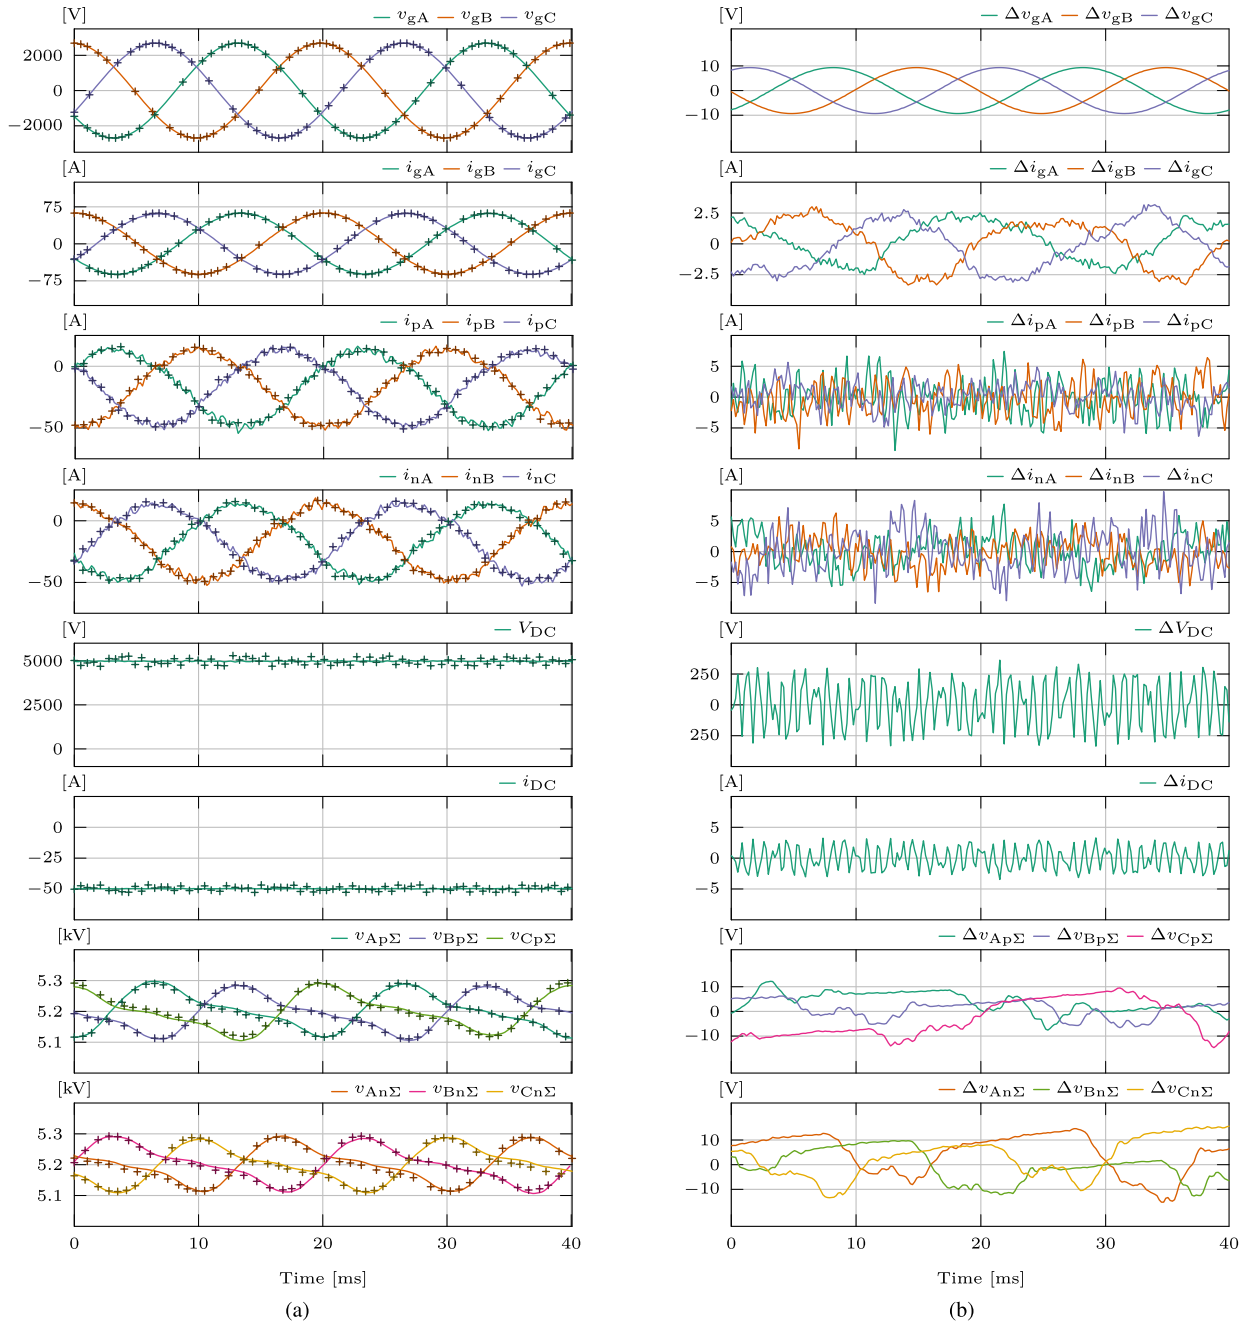 [V] v_gA v_gB v_gC
2000
0
−2000
[A] i_gA i_gB i_gC
75
0
−75
[A] i_pA i_pB i_pC
0
−50
[A] i_nA i_nB i_nC
0
−50
[V] V_DC
5000
2500
0
[A] i_DC
0
−25
−50
[kV] v_ApΣ v_BpΣ v_CpΣ
5.3
5.2
5.1
[kV] v_AnΣ v_BnΣ v_CnΣ
5.3
5.2
5.1
0 10 20 30 40
Time [ms]
(a)
[V] Δv_gA Δv_gB Δv_gC
10
0
−10
[A] Δi_gA Δi_gB Δi_gC
2.5
0
−2.5
[A] Δi_pA Δi_pB Δi_pC
5
0
−5
[A] Δi_nA Δi_nB Δi_nC
5
0
−5
[V] ΔV_DC
250
0
250
[A] Δi_DC
5
0
−5
[V] Δv_ApΣ Δv_BpΣ Δv_CpΣ
10
0
−10
[V] Δv_AnΣ Δv_BnΣ Δv_CnΣ
10
0
−10
0 10 20 30 40
Time [ms]
(b)